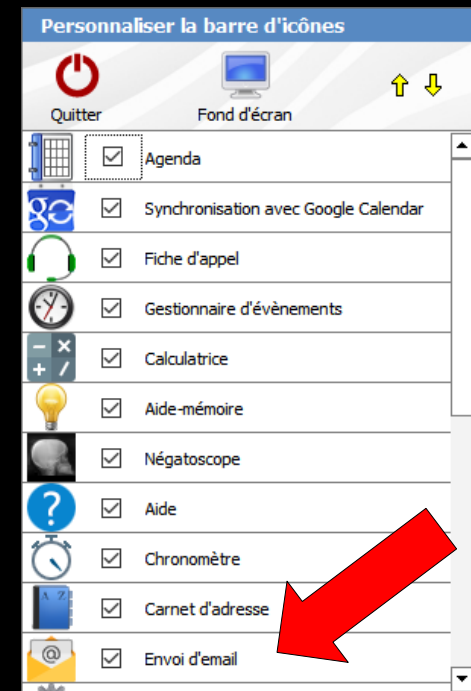 Personnaliser la barre d'icônes
Quitter
Fond d'écran
Agenda
Synchronisation avec Google Calendar
Fiche d'appel
Gestionnaire d'évènements
Calculatrice
Aide-mémoire
Négatoscope
Aide
Chronomètre
A Z
Carnet d'adresse
Envoi d'email